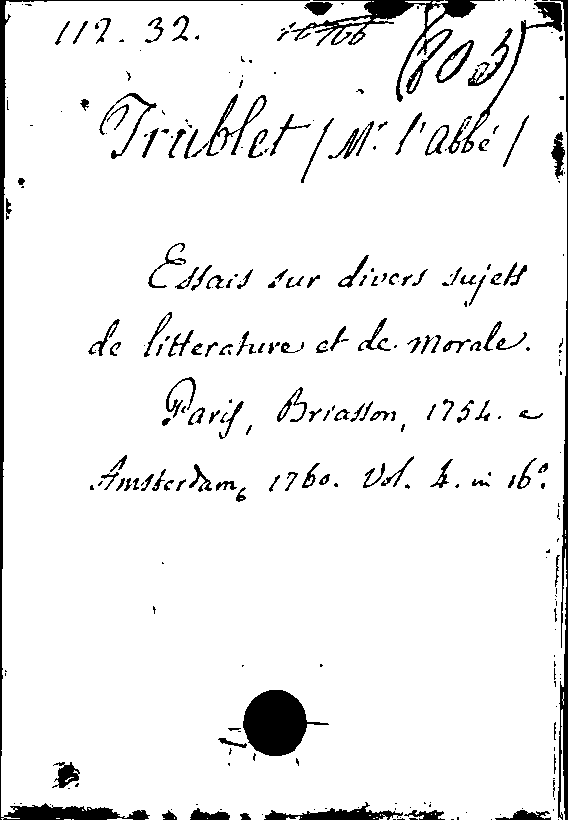 112. 32. (803)
Trublet / Mr. l'abbé /
Essais sur divers sujets
de litterature et de morale.
Paris, Briasson, 1754. e
Amsterdam, 1760. Vol. 4. in 16º.